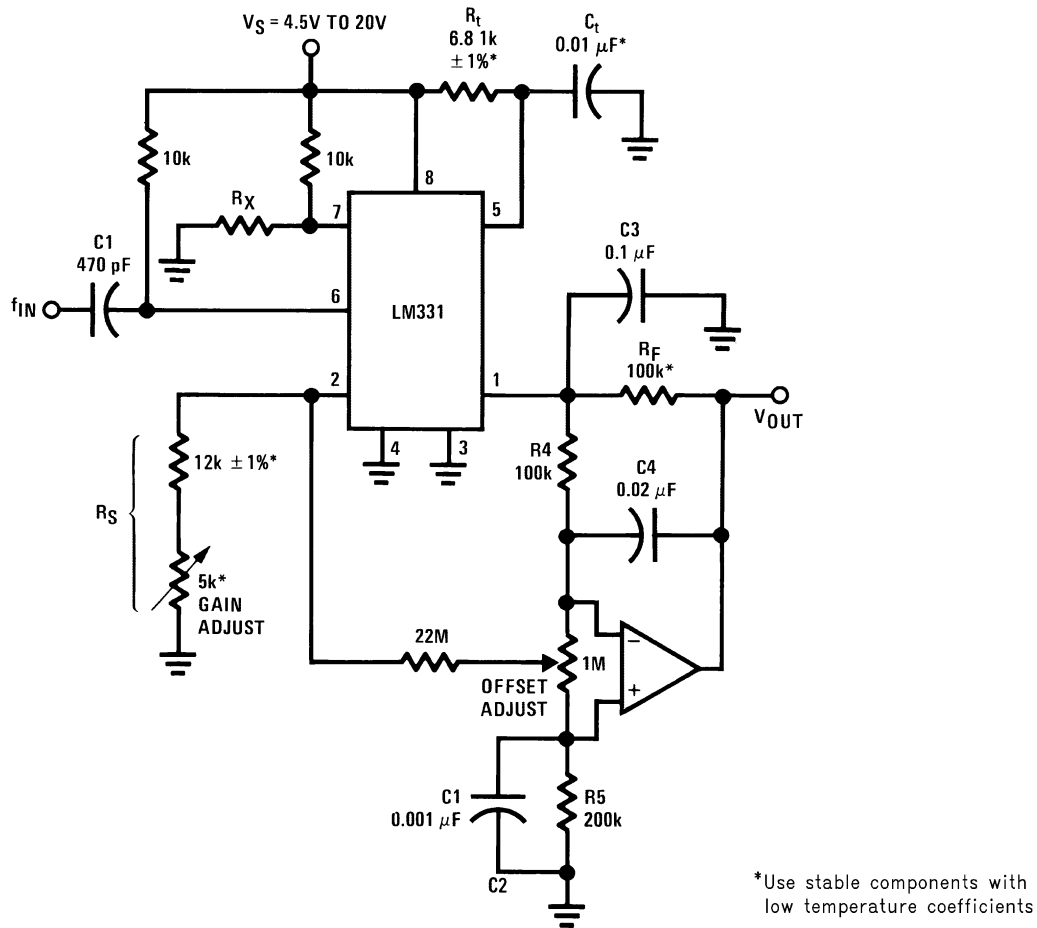 V_S = 4.5V TO 20V
R_t
6.8 1k
± 1%*
C_t
0.01 μF*
10k
10k
8
R_X
7
5
C1
470 pF
C3
0.1 μF
f_IN
6
LM331
R_F
100k*
2
1
V_OUT
4
3
R4
100k
12k ± 1%*
C4
0.02 μF
R_S
5k*
GAIN
ADJUST
22M
−
1M
OFFSET
ADJUST
+
C1
0.001 μF
R5
200k
C2
*Use stable components with
low temperature coefficients